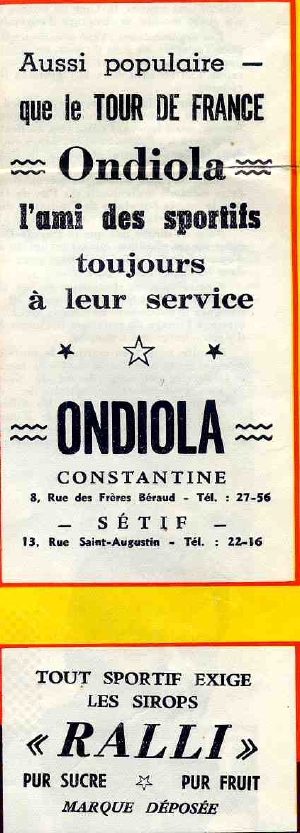 Aussi populaire —
que le TOUR DE FRANCE
Ondiola
l'ami des sportifs
toujours
à leur service
ONDIOLA
CONSTANTINE
8, Rue des Frères Béraud - Tél. : 27-56
— SÉTIF —
13, Rue Saint-Augustin - Tél. : 22-16
TOUT SPORTIF EXIGE
LES SIROPS
« RALLI »
PUR SUCRE ☆ PUR FRUIT
MARQUE DÉPOSÉE